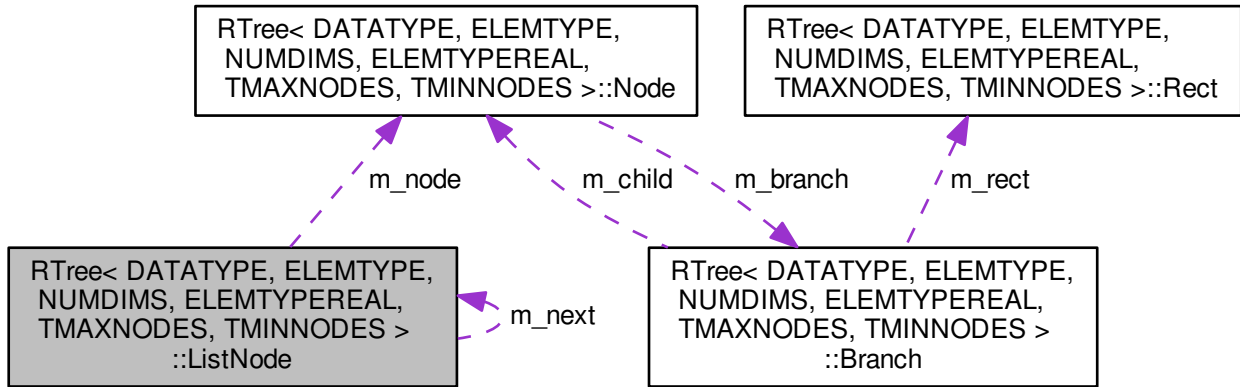 RTree< DATATYPE, ELEMTYPE,
NUMDIMS, ELEMTYPEREAL,
TMAXNODES, TMINNODES >::Node
RTree< DATATYPE, ELEMTYPE,
NUMDIMS, ELEMTYPEREAL,
TMAXNODES, TMINNODES >::Rect
m_node
m_child
m_branch
m_rect
RTree< DATATYPE, ELEMTYPE,
NUMDIMS, ELEMTYPEREAL,
TMAXNODES, TMINNODES >
::ListNode
m_next
RTree< DATATYPE, ELEMTYPE,
NUMDIMS, ELEMTYPEREAL,
TMAXNODES, TMINNODES >
::Branch